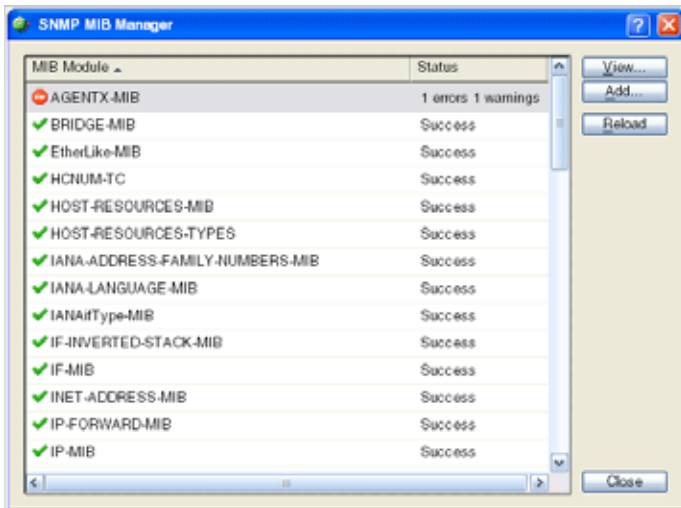 SNMP MIB Manager
MIB Module Status
AGENTX-MIB 1 errors 1 warnings
BRIDGE-MIB Success
EtherLike-MIB Success
HCNUM-TC Success
HOST-RESOURCES-MIB Success
HOST-RESOURCES-TYPES Success
IANA-ADDRESS-FAMILY-NUMBERS-MIB Success
IANA-LANGUAGE-MIB Success
IANAifType-MIB Success
IF-INVERTED-STACK-MIB Success
IF-MIB Success
INET-ADDRESS-MIB Success
IP-FORWARD-MIB Success
IP-MIB Success
View...
Add...
Reload
Close